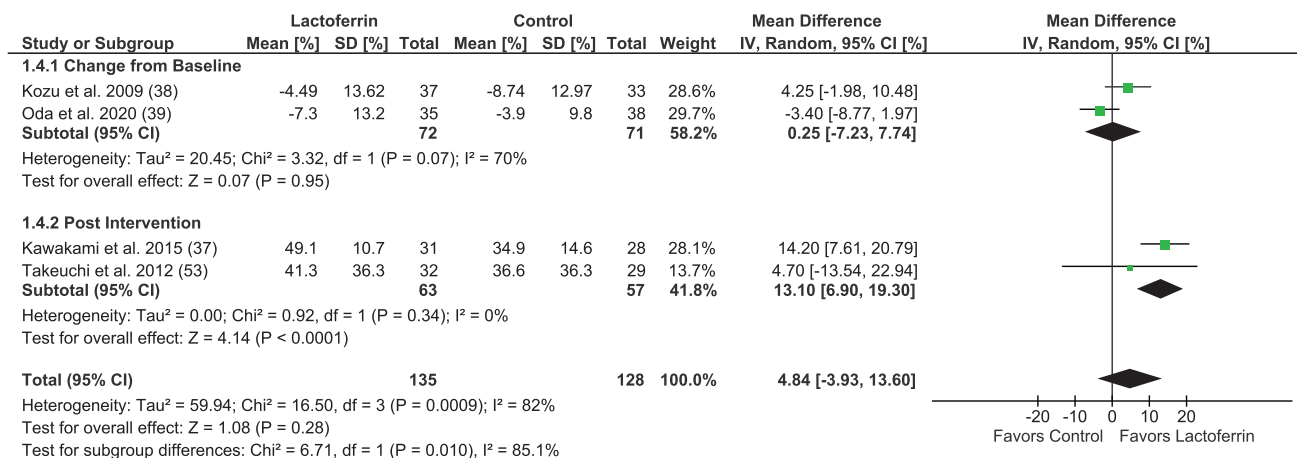 Lactoferrin Control Mean Difference Mean Difference
Study or Subgroup Mean [%] SD [%] Total Mean [%] SD [%] Total Weight IV, Random, 95% CI [%] IV, Random, 95% CI [%]
1.4.1 Change from Baseline
Kozu et al. 2009 (38) -4.49 13.62 37 -8.74 12.97 33 28.6% 4.25 [-1.98, 10.48]
Oda et al. 2020 (39) -7.3 13.2 35 -3.9 9.8 38 29.7% -3.40 [-8.77, 1.97]
Subtotal (95% CI) 72 71 58.2% 0.25 [-7.23, 7.74]
Heterogeneity: Tau² = 20.45; Chi² = 3.32, df = 1 (P = 0.07); I² = 70%
Test for overall effect: Z = 0.07 (P = 0.95)
1.4.2 Post Intervention
Kawakami et al. 2015 (37) 49.1 10.7 31 34.9 14.6 28 28.1% 14.20 [7.61, 20.79]
Takeuchi et al. 2012 (53) 41.3 36.3 32 36.6 36.3 29 13.7% 4.70 [-13.54, 22.94]
Subtotal (95% CI) 63 57 41.8% 13.10 [6.90, 19.30]
Heterogeneity: Tau² = 0.00; Chi² = 0.92, df = 1 (P = 0.34); I² = 0%
Test for overall effect: Z = 4.14 (P < 0.0001)
Total (95% CI) 135 128 100.0% 4.84 [-3.93, 13.60]
Heterogeneity: Tau² = 59.94; Chi² = 16.50, df = 3 (P = 0.0009); I² = 82%
Test for overall effect: Z = 1.08 (P = 0.28)
Test for subgroup differences: Chi² = 6.71, df = 1 (P = 0.010), I² = 85.1%
-20 -10 0 10 20
Favors Control Favors Lactoferrin